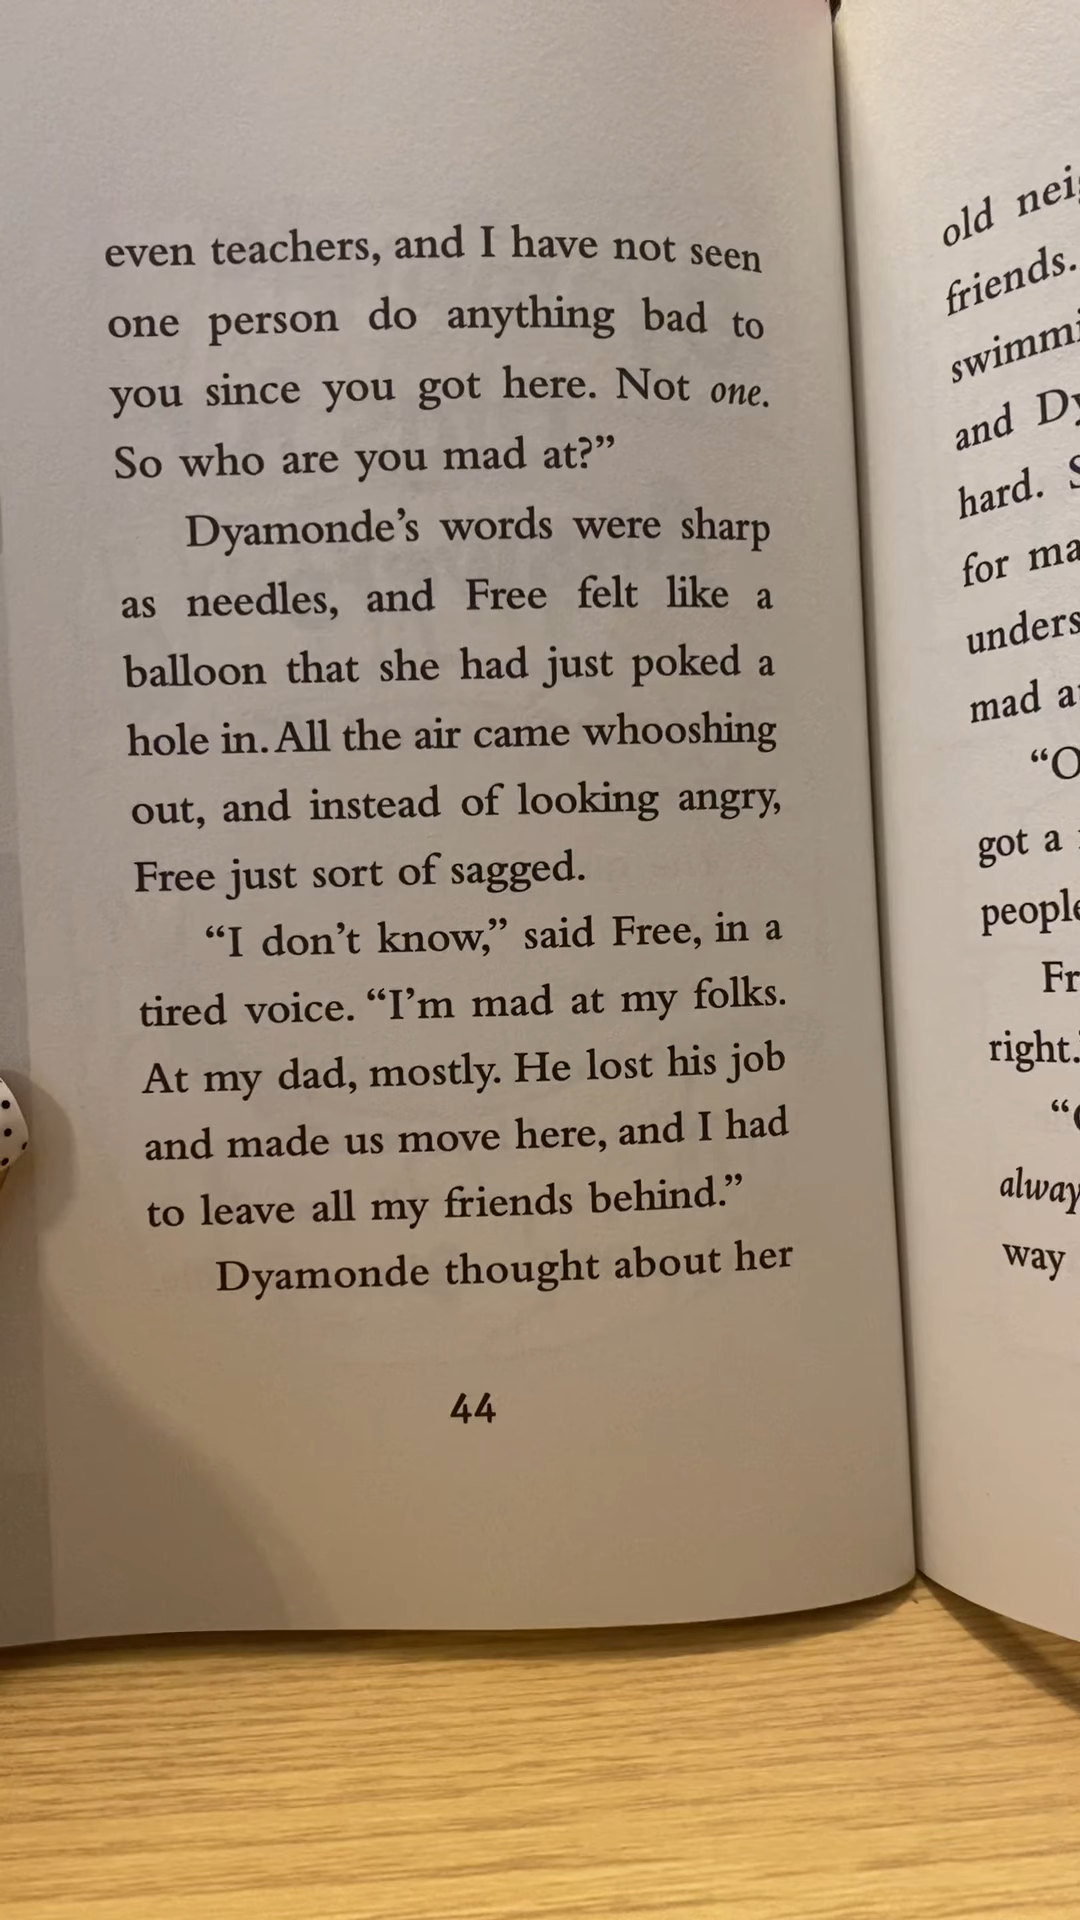 even teachers, and I have not seen
one person do anything bad to
you since you got here. Not one.
So who are you mad at?”
Dyamonde’s words were sharp
as needles, and Free felt like a
balloon that she had just poked a
hole in. All the air came whooshing
out, and instead of looking angry,
Free just sort of sagged.
“I don’t know,” said Free, in a
tired voice. “I’m mad at my folks.
At my dad, mostly. He lost his job
and made us move here, and I had
to leave all my friends behind.”
Dyamonde thought about her
44
old
friends.
and
hard.
for
mad
got a
right.
way